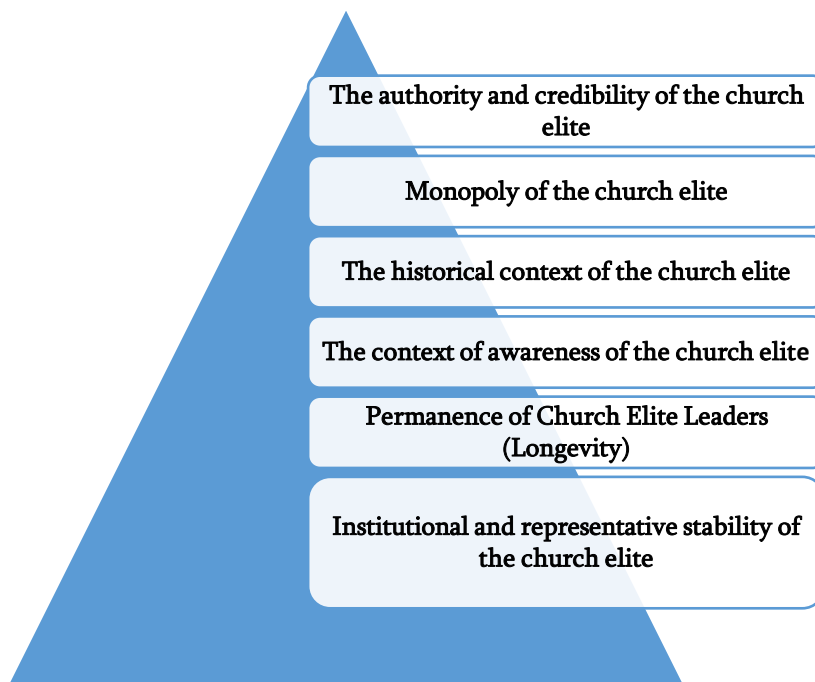 The authority and credibility of the church
elite
Monopoly of the church elite
The historical context of the church elite
The context of awareness of the church elite
Permanence of Church Elite Leaders
(Longevity)
Institutional and representative stability of
the church elite